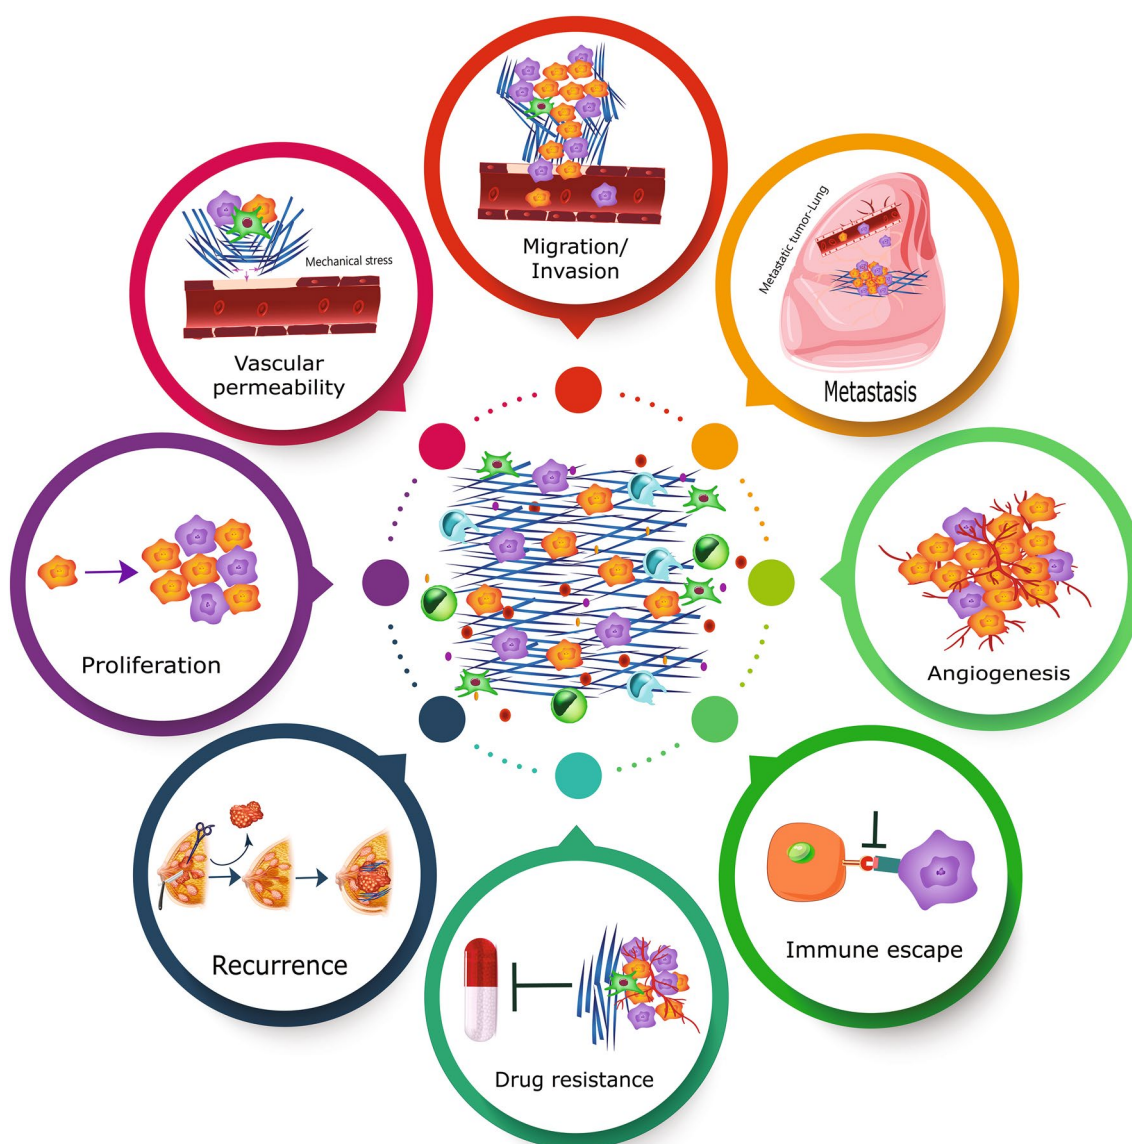 Migration/
Invasion
Metastatic tumor-Lung
Metastasis
Mechanical stress
Vascular
permeability
Proliferation
Angiogenesis
Recurrence
Immune escape
Drug resistance